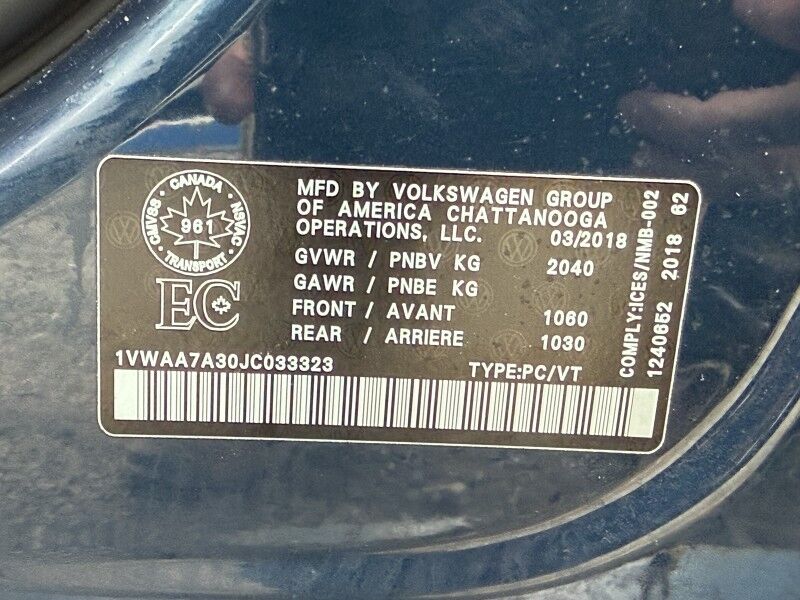 CANADA
CMVSS NSVAC
961
TRANSPORT
EC
MFD BY VOLKSWAGEN GROUP
OF AMERICA CHATTANOOGA
OPERATIONS, LLC. 03/2018
GVWR / PNBV KG 2040
GAWR / PNBE KG
FRONT / AVANT 1060
REAR / ARRIERE 1030
1VWAA7A30JC033323 TYPE:PC/VT
COMPLY:ICES/NMB-002
1240652 2018 62